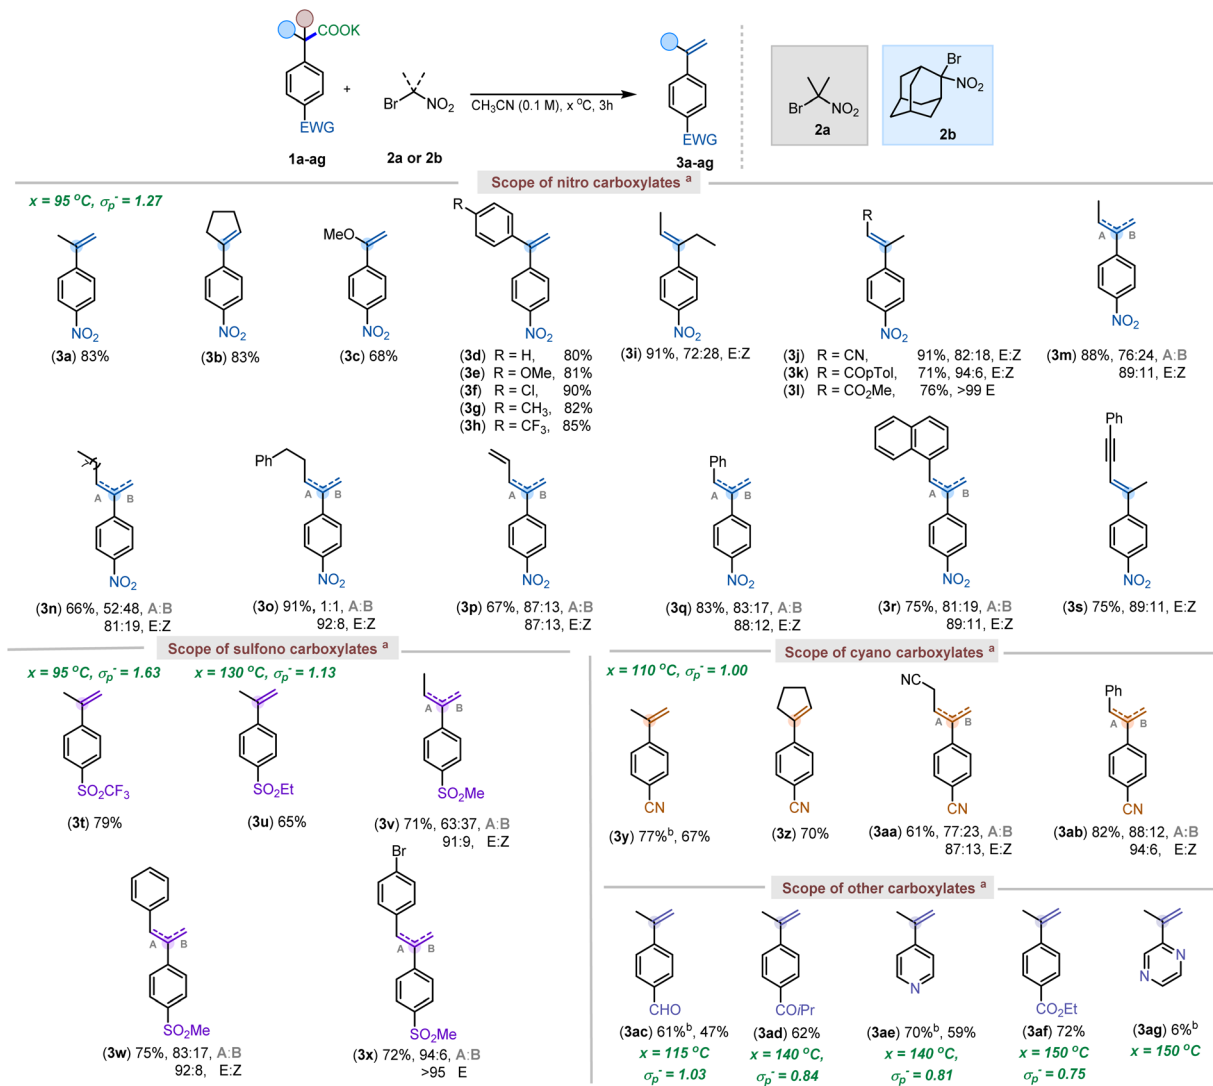 COOK
EWG
1a-ag
+
Br NO₂
2a or 2b
CH₃CN (0.1 M), x °C, 3h
EWG
3a-ag
Br NO₂
2a
Br
NO₂
2b
Scope of nitro carboxylates ᵃ
x = 95 °C, σp⁻ = 1.27
NO₂
(3a) 83%
NO₂
(3b) 83%
MeO
NO₂
(3c) 68%
R
NO₂
(3d) R = H, 80%
(3e) R = OMe, 81%
(3f) R = Cl, 90%
(3g) R = CH₃, 82%
(3h) R = CF₃, 85%
NO₂
(3i) 91%, 72:28, E:Z
R
NO₂
(3j) R = CN, 91%, 82:18, E:Z
(3k) R = COpTol, 71%, 94:6, E:Z
(3l) R = CO₂Me, 76%, >99 E
A B
NO₂
(3m) 88%, 76:24, A:B
89:11, E:Z
A B
NO₂
(3n) 66%, 52:48, A:B
81:19, E:Z
Ph
A B
NO₂
(3o) 91%, 1:1, A:B
92:8, E:Z
A B
NO₂
(3p) 67%, 87:13, A:B
87:13, E:Z
Ph
A B
NO₂
(3q) 83%, 83:17, A:B
88:12, E:Z
A B
NO₂
(3r) 75%, 81:19, A:B
89:11, E:Z
Ph
NO₂
(3s) 75%, 89:11, E:Z
Scope of sulfono carboxylates ᵃ
x = 95 °C, σp⁻ = 1.63
x = 130 °C, σp⁻ = 1.13
SO₂CF₃
(3t) 79%
SO₂Et
(3u) 65%
A B
SO₂Me
(3v) 71%, 63:37, A:B
91:9, E:Z
A B
SO₂Me
(3w) 75%, 83:17, A:B
92:8, E:Z
Br
A B
SO₂Me
(3x) 72%, 94:6, A:B
>95 E
Scope of cyano carboxylates ᵃ
x = 110 °C, σp⁻ = 1.00
CN
(3y) 77%ᵇ, 67%
CN
(3z) 70%
NC
A B
CN
(3aa) 61%, 77:23, A:B
87:13, E:Z
Ph
A B
CN
(3ab) 82%, 88:12, A:B
94:6, E:Z
Scope of other carboxylates ᵃ
CHO
(3ac) 61%ᵇ, 47%
x = 115 °C
σp⁻ = 1.03
COiPr
(3ad) 62%
x = 140 °C,
σp⁻ = 0.84
N
(3ae) 70%ᵇ, 59%
x = 140 °C,
σp⁻ = 0.81
CO₂Et
(3af) 72%
x = 150 °C
σp⁻ = 0.75
N
N
(3ag) 6%ᵇ
x = 150 °C